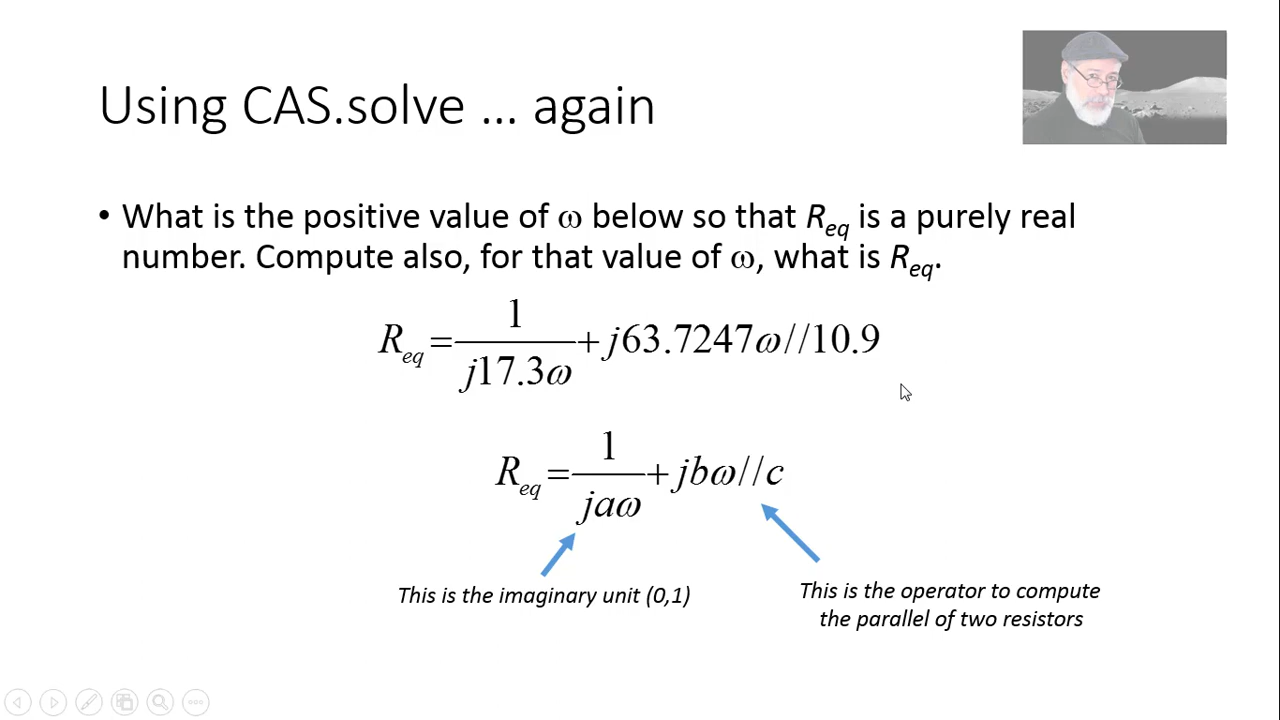 Using CAS.solve ... again
• What is the positive value of ω below so that Req is a purely real
number. Compute also, for that value of ω, what is Req.
Req = 1/(j17.3ω) + j63.7247ω//10.9
Req = 1/(jaω) + jbω//c
This is the imaginary unit (0,1)
This is the operator to compute
the parallel of two resistors